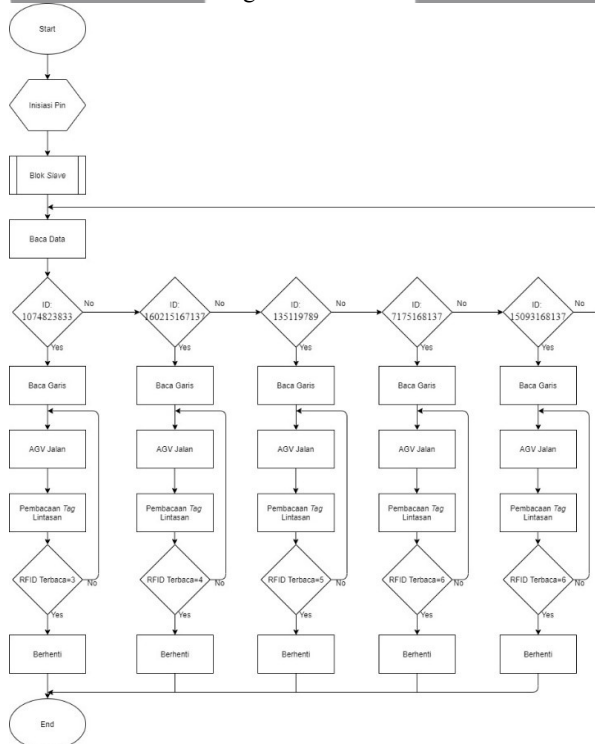 Start
Inisiasi Pin
Blok Slave
Baca Data
ID:
1074823833
No
ID:
160215167137
No
ID:
135119789
No
ID:
7175168137
No
ID:
15093168137
No
Yes
Yes
Yes
Yes
Yes
Baca Garis
Baca Garis
Baca Garis
Baca Garis
Baca Garis
AGV Jalan
AGV Jalan
AGV Jalan
AGV Jalan
AGV Jalan
Pembacaan Tag
Lintasan
Pembacaan Tag
Lintasan
Pembacaan Tag
Lintasan
Pembacaan Tag
Lintasan
Pembacaan Tag
Lintasan
RFID Terbaca=3
No
RFID Terbaca=4
No
RFID Terbaca=5
No
RFID Terbaca=6
No
RFID Terbaca=6
No
Yes
Yes
Yes
Yes
Yes
Berhenti
Berhenti
Berhenti
Berhenti
Berhenti
End